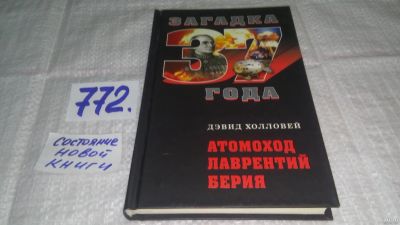 ЗАГАДКА
37
ГОДА
ДЭВИД ХОЛЛОВЕЙ
АТОМОХОД
ЛАВРЕНТИЙ
БЕРИЯ
772.
СОСТОЯНИЕ
НОВОЙ
КНИГИ